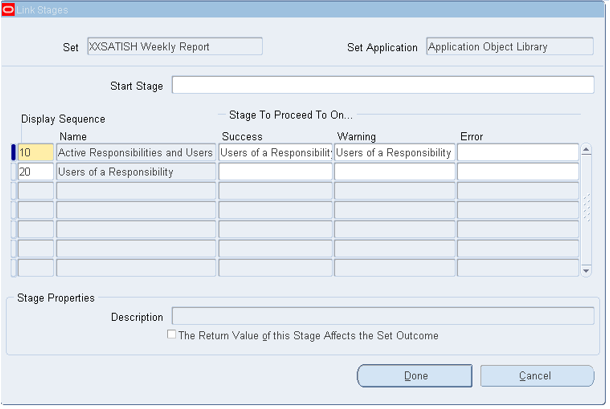 Link Stages
Set XXSATISH Weekly Report Set Application Application Object Library
Start Stage
Display Sequence Stage To Proceed To On...
Name Success Warning Error
10 Active Responsibilities and Users Users of a Responsibility Users of a Responsibility
20 Users of a Responsibility
Stage Properties
Description
The Return Value of this Stage Affects the Set Outcome
Done Cancel